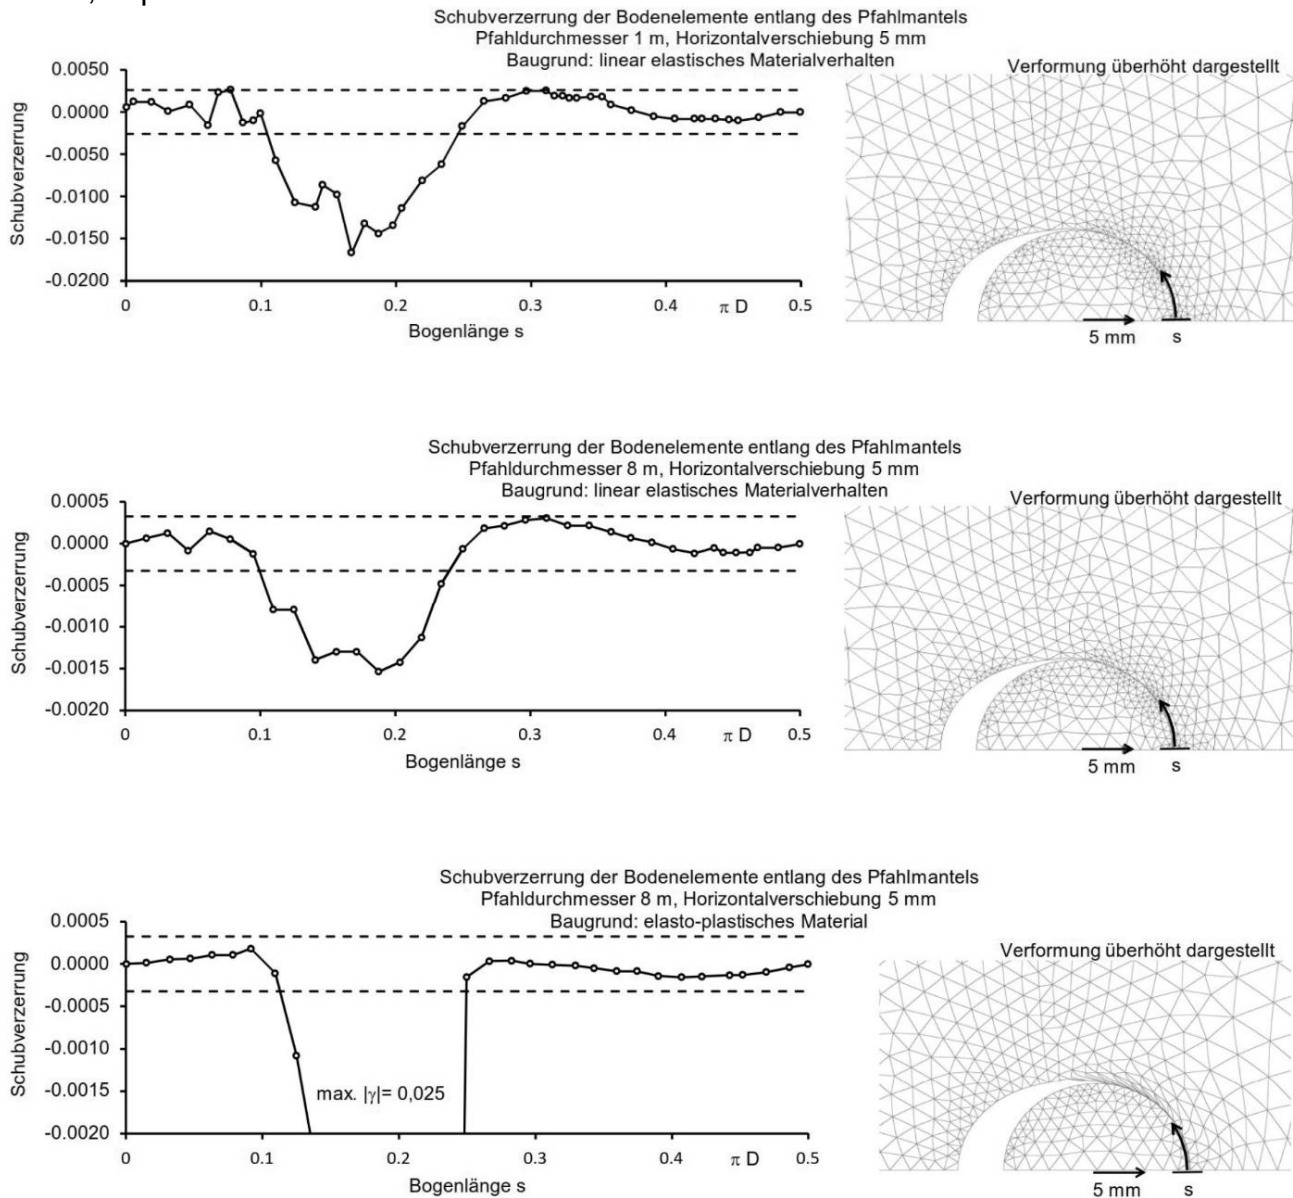 Schubverzerrung der Bodenelemente entlang des Pfahlmantels
Pfahldurchmesser 1 m, Horizontalverschiebung 5 mm
Baugrund: linear elastisches Materialverhalten
Verformung überhöht dargestellt
Schubverzerrung
0.0050
0.0000
-0.0050
-0.0100
-0.0150
-0.0200
0 0.1 0.2 0.3 0.4 π D 0.5
Bogenlänge s
5 mm s
Schubverzerrung der Bodenelemente entlang des Pfahlmantels
Pfahldurchmesser 8 m, Horizontalverschiebung 5 mm
Baugrund: linear elastisches Materialverhalten
Verformung überhöht dargestellt
Schubverzerrung
0.0005
0.0000
-0.0005
-0.0010
-0.0015
-0.0020
0 0.1 0.2 0.3 0.4 π D 0.5
Bogenlänge s
5 mm s
Schubverzerrung der Bodenelemente entlang des Pfahlmantels
Pfahldurchmesser 8 m, Horizontalverschiebung 5 mm
Baugrund: elasto-plastisches Material
Verformung überhöht dargestellt
Schubverzerrung
0.0005
0.0000
-0.0005
-0.0010
-0.0015
-0.0020
max. |γ|= 0,025
0 0.1 0.2 0.3 0.4 π D 0.5
Bogenlänge s
5 mm s